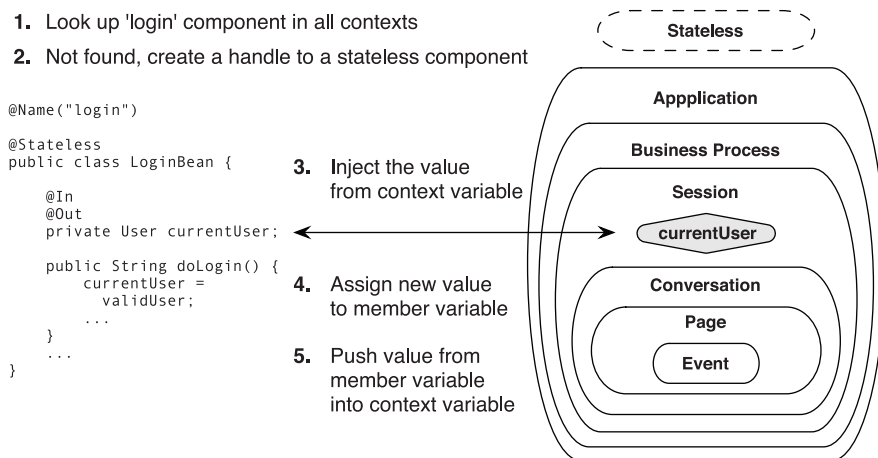 1. Look up 'login' component in all contexts
2. Not found, create a handle to a stateless component
@Name("login")
@Stateless
public class LoginBean {
@In
@Out
private User currentUser;
public String doLogin() {
currentUser =
validUser;
...
}
...
}
3. Inject the value
from context variable
4. Assign new value
to member variable
5. Push value from
member variable
into context variable
Stateless
Appplication
Business Process
Session
currentUser
Conversation
Page
Event